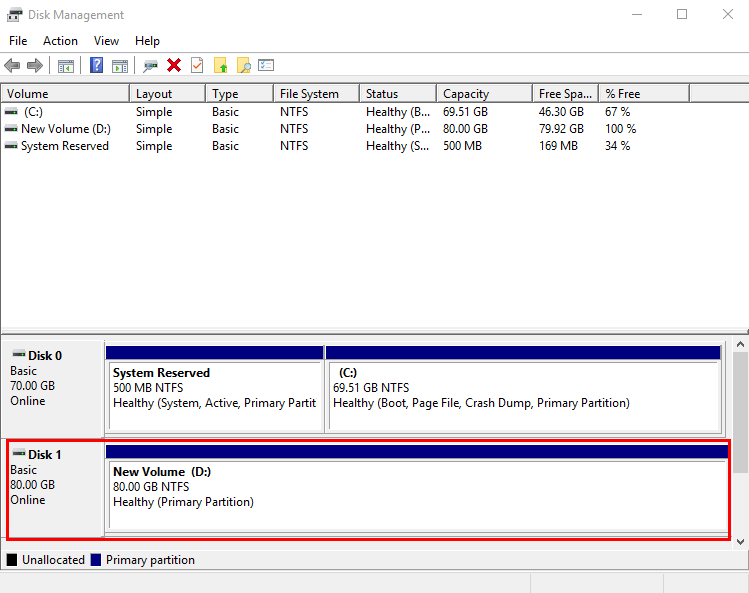 Disk Management
File Action View Help
Volume Layout Type File System Status Capacity Free Spa... % Free
(C:) Simple Basic NTFS Healthy (B... 69.51 GB 46.30 GB 67 %
New Volume (D:) Simple Basic NTFS Healthy (P... 80.00 GB 79.92 GB 100 %
System Reserved Simple Basic NTFS Healthy (S... 500 MB 169 MB 34 %
Disk 0
Basic
70.00 GB
Online
System Reserved
500 MB NTFS
Healthy (System, Active, Primary Partit
(C:)
69.51 GB NTFS
Healthy (Boot, Page File, Crash Dump, Primary Partition)
Disk 1
Basic
80.00 GB
Online
New Volume (D:)
80.00 GB NTFS
Healthy (Primary Partition)
Unallocated Primary partition